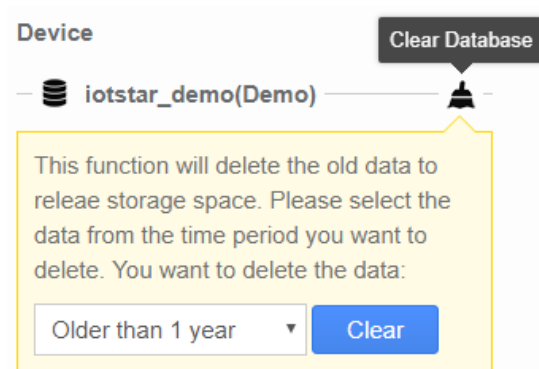 Device
Clear Database
iotstar_demo(Demo)
This function will delete the old data to
releae storage space. Please select the
data from the time period you want to
delete. You want to delete the data:
Older than 1 year
Clear